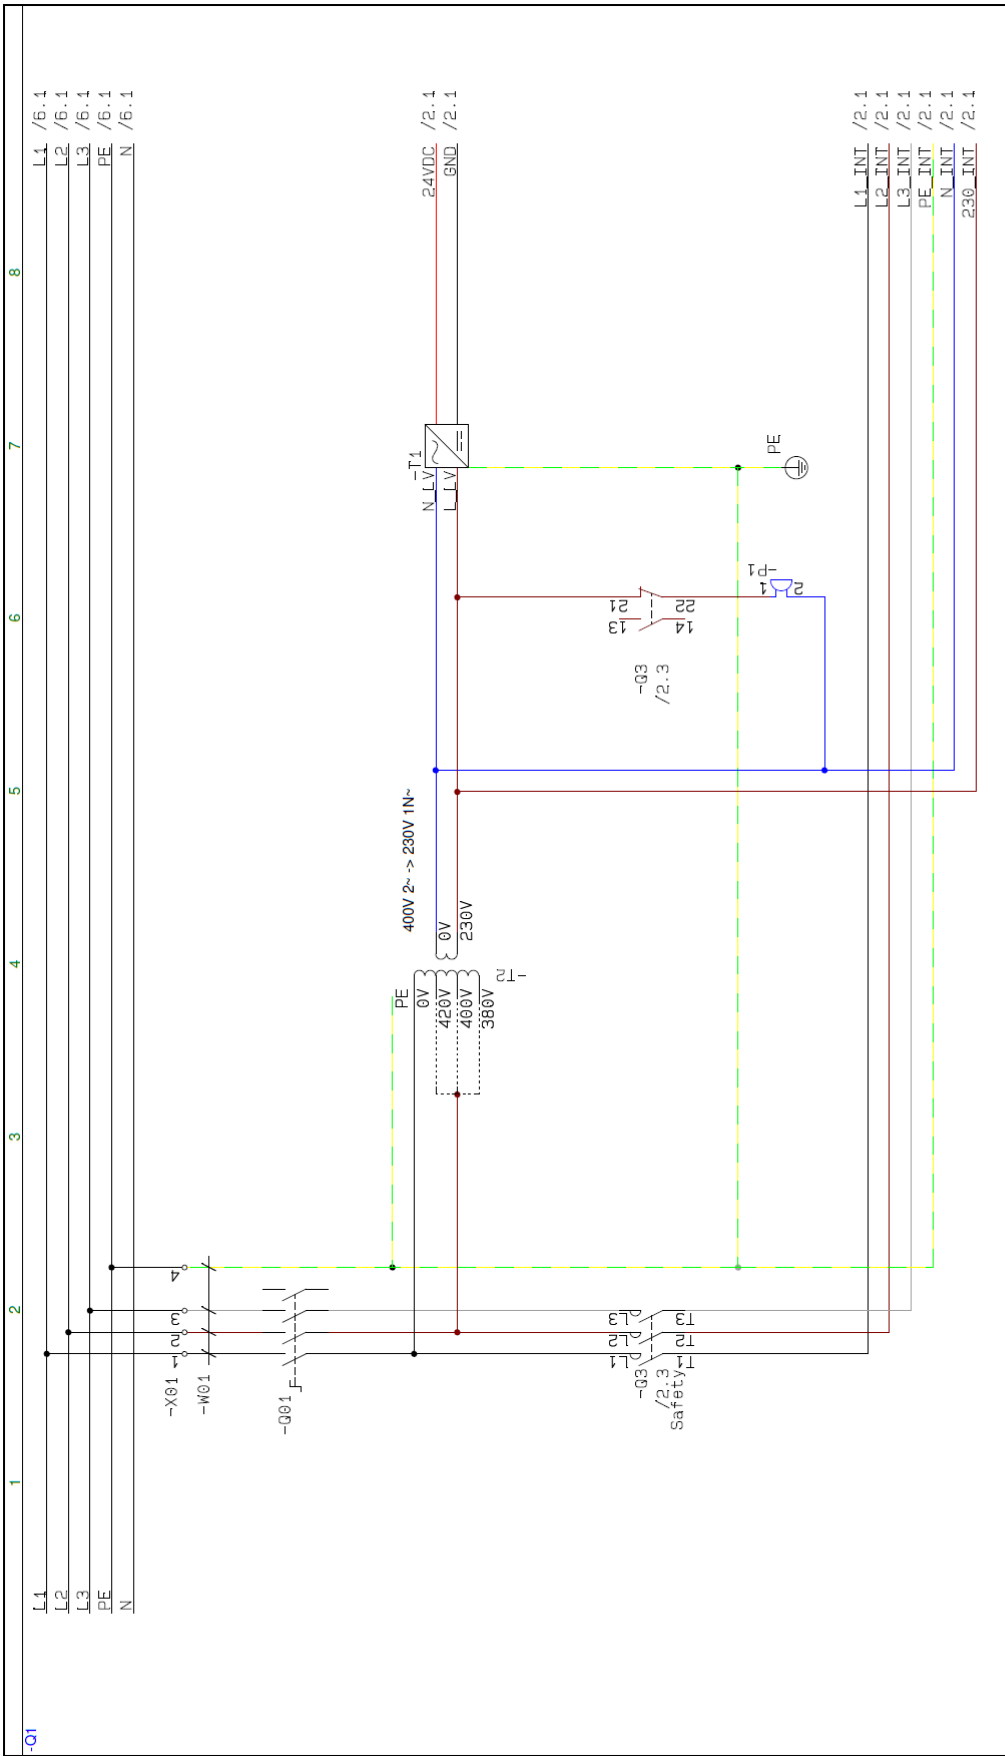 -Q1
1
2
3
4
5
6
7
8
L1
L2
L3
PE
N
L1 /6.1
L2 /6.1
L3 /6.1
PE /6.1
N /6.1
-X01
1
2
3
4
-W01
-Q01
PE
0V
420V
400V
380V
-T2
0V
230V
400V 2~ -> 230V 1N~
N_LV
L_LV
-T1
24VDC /2.1
GND /2.1
-Q3
/2.3
Safety
L1
L2
L3
T1
T2
T3
-Q3
/2.3
13
21
14
22
-P1
1
2
PE
L1_INT /2.1
L2_INT /2.1
L3_INT /2.1
PE_INT /2.1
N_INT /2.1
230_INT /2.1